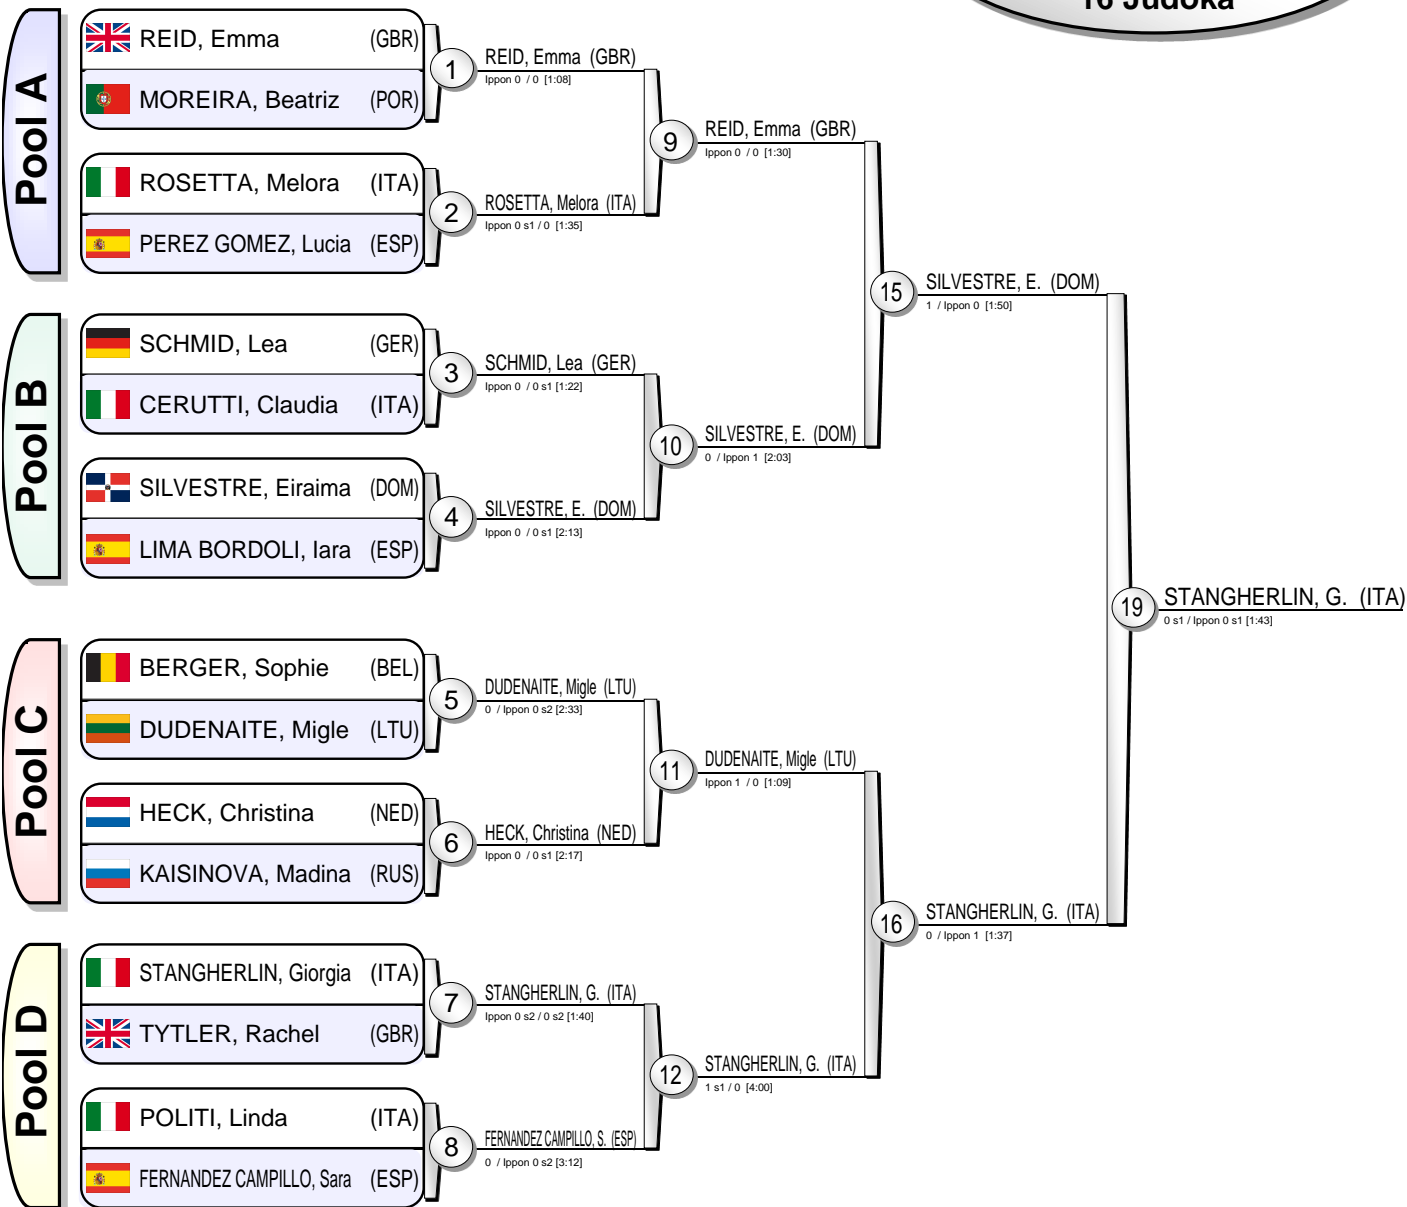 16 Judoka
Pool A
REID, Emma (GBR)
MOREIRA, Beatriz (POR)
1
REID, Emma (GBR)
Ippon 0 / 0 [1:08]
ROSETTA, Melora (ITA)
PEREZ GOMEZ, Lucia (ESP)
2
ROSETTA, Melora (ITA)
Ippon 0 s1 / 0 [1:35]
9
REID, Emma (GBR)
Ippon 0 / 0 [1:30]
Pool B
SCHMID, Lea (GER)
CERUTTI, Claudia (ITA)
3
SCHMID, Lea (GER)
Ippon 0 / 0 s1 [1:22]
SILVESTRE, Eiraima (DOM)
LIMA BORDOLI, Iara (ESP)
4
SILVESTRE, E. (DOM)
Ippon 0 / 0 s1 [2:13]
10
SILVESTRE, E. (DOM)
0 / Ippon 1 [2:03]
15
SILVESTRE, E. (DOM)
1 / Ippon 0 [1:50]
Pool C
BERGER, Sophie (BEL)
DUDENAITE, Migle (LTU)
5
DUDENAITE, Migle (LTU)
0 / Ippon 0 s2 [2:33]
HECK, Christina (NED)
KAISINOVA, Madina (RUS)
6
HECK, Christina (NED)
Ippon 0 / 0 s1 [2:17]
11
DUDENAITE, Migle (LTU)
Ippon 1 / 0 [1:09]
Pool D
STANGHERLIN, Giorgia (ITA)
TYTLER, Rachel (GBR)
7
STANGHERLIN, G. (ITA)
Ippon 0 s2 / 0 s2 [1:40]
POLITI, Linda (ITA)
FERNANDEZ CAMPILLO, Sara (ESP)
8
FERNANDEZ CAMPILLO, S. (ESP)
0 / Ippon 0 s2 [3:12]
12
STANGHERLIN, G. (ITA)
1 s1 / 0 [4:00]
16
STANGHERLIN, G. (ITA)
0 / Ippon 1 [1:37]
19
STANGHERLIN, G. (ITA)
0 s1 / Ippon 0 s1 [1:43]